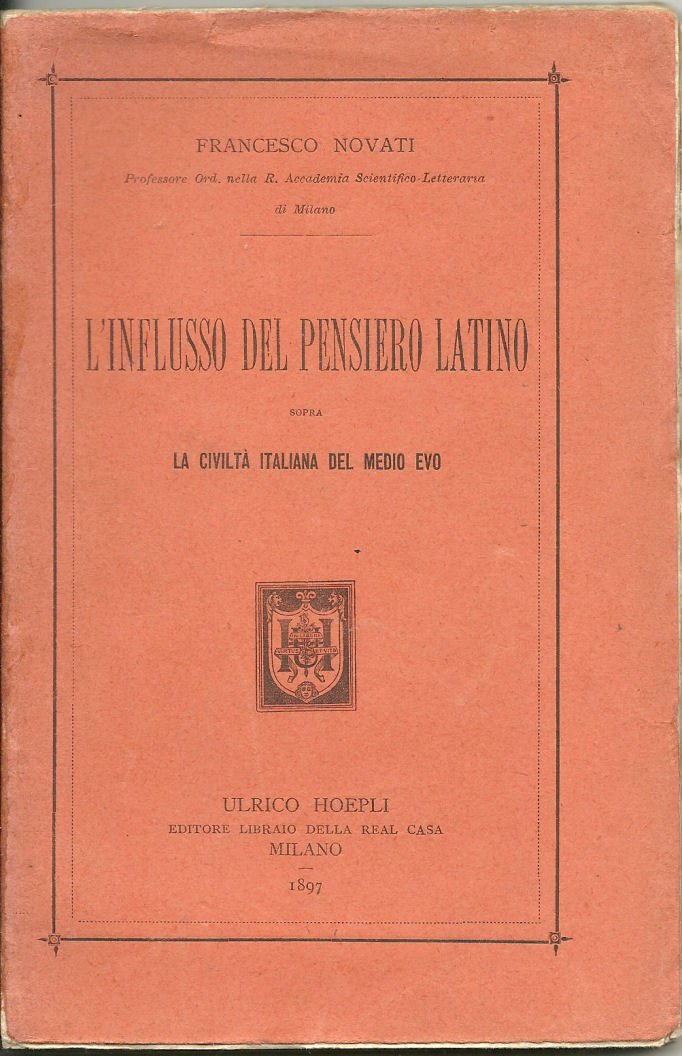 FRANCESCO NOVATI
Professore Ord. nella R. Accademia Scientifico-Letteraria
di Milano
L'INFLUSSO DEL PENSIERO LATINO
SOPRA
LA CIVILTÀ ITALIANA DEL MEDIO EVO
ULRICO HOEPLI
EDITORE LIBRAIO DELLA REAL CASA
MILANO
1897